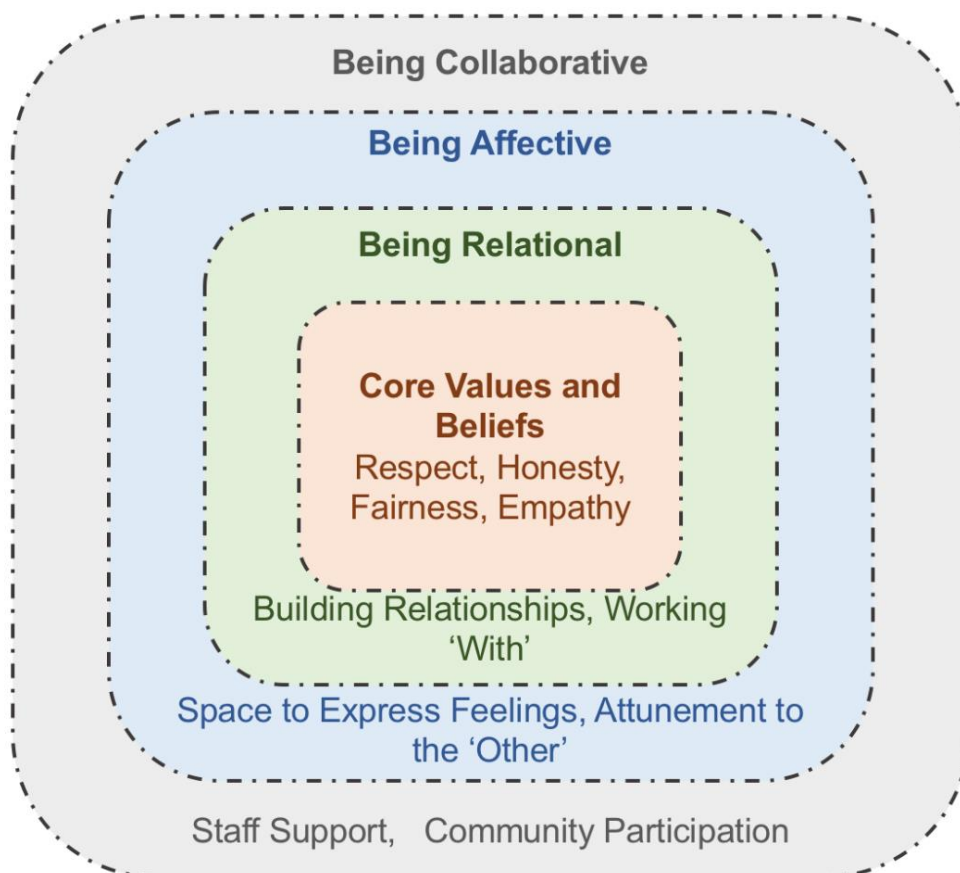 Being Collaborative
Being Affective
Being Relational
Core Values and
Beliefs
Respect, Honesty,
Fairness, Empathy
Building Relationships, Working
‘With’
Space to Express Feelings, Attunement to
the ‘Other’
Staff Support,   Community Participation